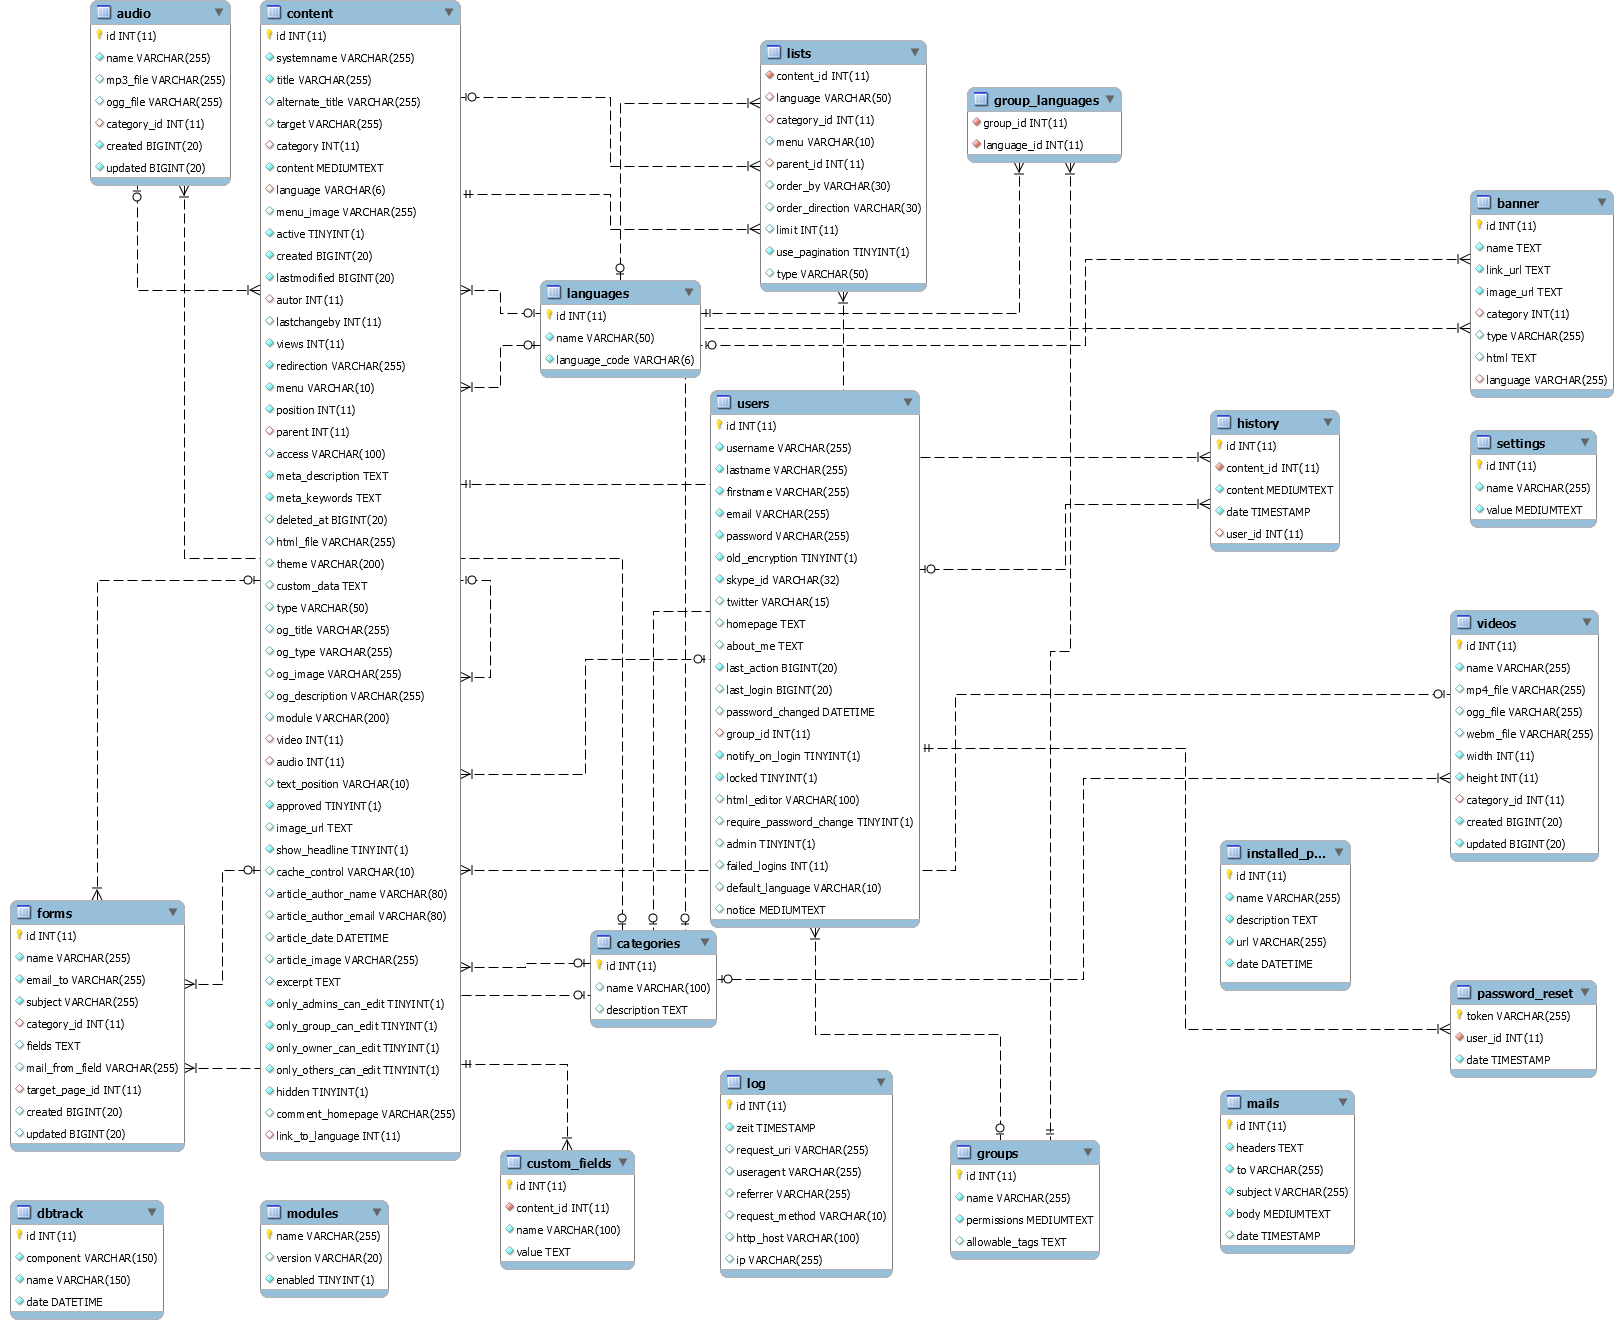 audio
id INT(11)
name VARCHAR(255)
mp3_file VARCHAR(255)
ogg_file VARCHAR(255)
category_id INT(11)
created BIGINT(20)
updated BIGINT(20)
content
id INT(11)
systemname VARCHAR(255)
title VARCHAR(255)
alternate_title VARCHAR(255)
target VARCHAR(255)
category INT(11)
content MEDIUMTEXT
language VARCHAR(6)
menu_image VARCHAR(255)
active TINYINT(1)
created BIGINT(20)
lastmodified BIGINT(20)
autor INT(11)
lastchangeby INT(11)
views INT(11)
redirection VARCHAR(255)
menu VARCHAR(10)
position INT(11)
parent INT(11)
access VARCHAR(100)
meta_description TEXT
meta_keywords TEXT
deleted_at BIGINT(20)
html_file VARCHAR(255)
theme VARCHAR(200)
custom_data TEXT
type VARCHAR(50)
og_title VARCHAR(255)
og_type VARCHAR(255)
og_image VARCHAR(255)
og_description VARCHAR(255)
module VARCHAR(200)
video INT(11)
audio INT(11)
text_position VARCHAR(10)
approved TINYINT(1)
image_url TEXT
show_headline TINYINT(1)
cache_control VARCHAR(10)
article_author_name VARCHAR(80)
article_author_email VARCHAR(80)
article_date DATETIME
article_image VARCHAR(255)
excerpt TEXT
only_admins_can_edit TINYINT(1)
only_group_can_edit TINYINT(1)
only_owner_can_edit TINYINT(1)
only_others_can_edit TINYINT(1)
hidden TINYINT(1)
comment_homepage VARCHAR(255)
link_to_language INT(11)
lists
content_id INT(11)
language VARCHAR(50)
category_id INT(11)
menu VARCHAR(10)
parent_id INT(11)
order_by VARCHAR(30)
order_direction VARCHAR(30)
limit INT(11)
use_pagination TINYINT(1)
type VARCHAR(50)
group_languages
group_id INT(11)
language_id INT(11)
banner
id INT(11)
name TEXT
link_url TEXT
image_url TEXT
category INT(11)
type VARCHAR(255)
html TEXT
language VARCHAR(255)
languages
id INT(11)
name VARCHAR(50)
language_code VARCHAR(6)
users
id INT(11)
username VARCHAR(255)
lastname VARCHAR(255)
firstname VARCHAR(255)
email VARCHAR(255)
password VARCHAR(255)
old_encryption TINYINT(1)
skype_id VARCHAR(32)
twitter VARCHAR(15)
homepage TEXT
about_me TEXT
last_action BIGINT(20)
last_login BIGINT(20)
password_changed DATETIME
group_id INT(11)
notify_on_login TINYINT(1)
locked TINYINT(1)
html_editor VARCHAR(100)
require_password_change TINYINT(1)
admin TINYINT(1)
failed_logins INT(11)
default_language VARCHAR(10)
notice MEDIUMTEXT
history
id INT(11)
content_id INT(11)
content MEDIUMTEXT
date TIMESTAMP
user_id INT(11)
settings
id INT(11)
name VARCHAR(255)
value MEDIUMTEXT
videos
id INT(11)
name VARCHAR(255)
mp4_file VARCHAR(255)
ogg_file VARCHAR(255)
webm_file VARCHAR(255)
width INT(11)
height INT(11)
category_id INT(11)
created BIGINT(20)
updated BIGINT(20)
installed_p...
id INT(11)
name VARCHAR(255)
description TEXT
url VARCHAR(255)
date DATETIME
forms
id INT(11)
name VARCHAR(255)
email_to VARCHAR(255)
subject VARCHAR(255)
category_id INT(11)
fields TEXT
mail_from_field VARCHAR(255)
target_page_id INT(11)
created BIGINT(20)
updated BIGINT(20)
categories
id INT(11)
name VARCHAR(100)
description TEXT
password_reset
token VARCHAR(255)
user_id INT(11)
date TIMESTAMP
log
id INT(11)
zeit TIMESTAMP
request_uri VARCHAR(255)
useragent VARCHAR(255)
referrer VARCHAR(255)
request_method VARCHAR(10)
http_host VARCHAR(100)
ip VARCHAR(255)
mails
id INT(11)
headers TEXT
to VARCHAR(255)
subject VARCHAR(255)
body MEDIUMTEXT
date TIMESTAMP
groups
id INT(11)
name VARCHAR(255)
permissions MEDIUMTEXT
allowable_tags TEXT
custom_fields
id INT(11)
content_id INT(11)
name VARCHAR(100)
value TEXT
dbtrack
id INT(11)
component VARCHAR(150)
name VARCHAR(150)
date DATETIME
modules
name VARCHAR(255)
version VARCHAR(20)
enabled TINYINT(1)